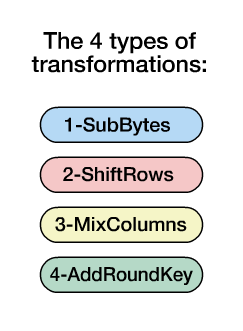 The 4 types of
transformations:
1-SubBytes
2-ShiftRows
3-MixColumns
4-AddRoundKey